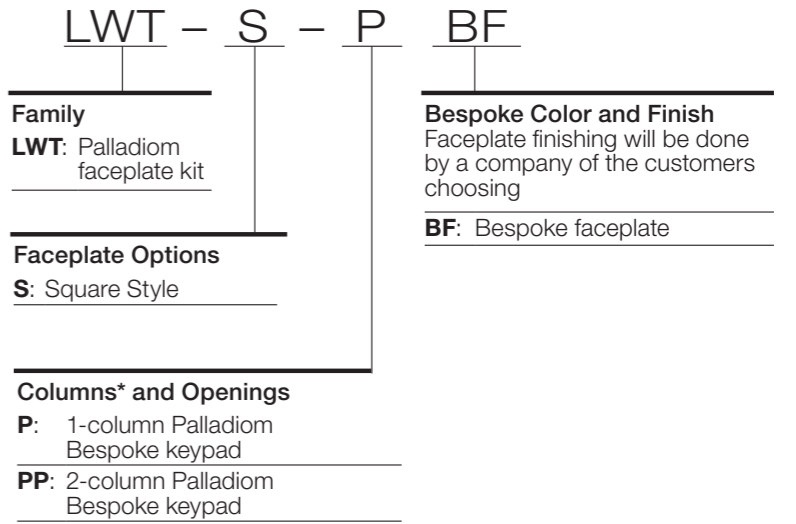 LWT – S – P BF
Family
LWT: Palladiom
faceplate kit
Bespoke Color and Finish
Faceplate finishing will be done
by a company of the customers
choosing
BF: Bespoke faceplate
Faceplate Options
S: Square Style
Columns* and Openings
P: 1-column Palladiom
Bespoke keypad
PP: 2-column Palladiom
Bespoke keypad